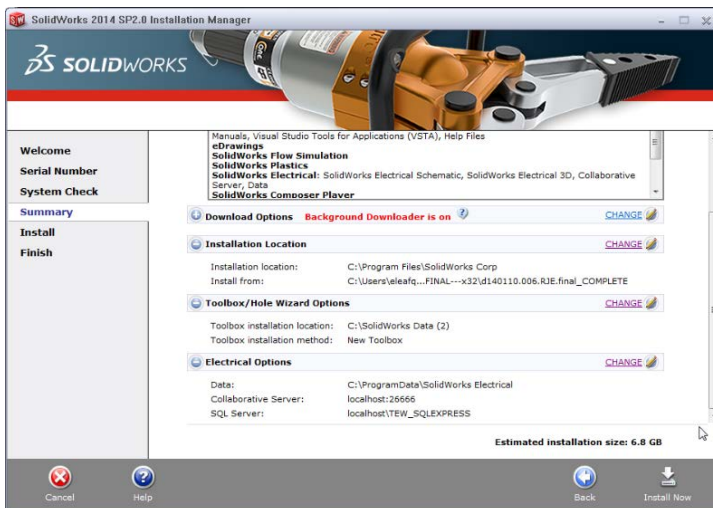 SolidWorks 2014 SP2.0 Installation Manager
SOLIDWORKS
Welcome
Serial Number
System Check
Summary
Install
Finish
Manuals, Visual Studio Tools for Applications (VSTA), Help Files
eDrawings
SolidWorks Flow Simulation
SolidWorks Plastics
SolidWorks Electrical: SolidWorks Electrical Schematic, SolidWorks Electrical 3D, Collaborative
Server, Data
SolidWorks Composer Player
Download Options Background Downloader is on ? CHANGE
Installation Location CHANGE
Installation location: C:\Program Files\SolidWorks Corp
Install from: C:\Users\eleafq...FINAL---x32\d140110.006.RJE.final_COMPLETE
Toolbox/Hole Wizard Options CHANGE
Toolbox installation location: C:\SolidWorks Data (2)
Toolbox installation method: New Toolbox
Electrical Options CHANGE
Data: C:\ProgramData\SolidWorks Electrical
Collaborative Server: localhost:26666
SQL Server: localhost\TEW_SQLEXPRESS
Estimated installation size: 6.8 GB
Cancel Help Back Install Now